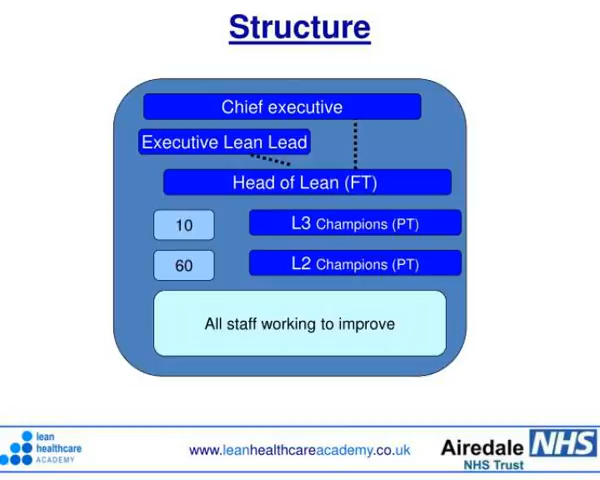 Structure
Chief executive
Executive Lean Lead
Head of Lean (FT)
10
L3 Champions (PT)
60
L2 Champions (PT)
All staff working to improve
lean
healthcare
ACADEMY
www.leanhealthcareacademy.co.uk
Airedale NHS
NHS Trust